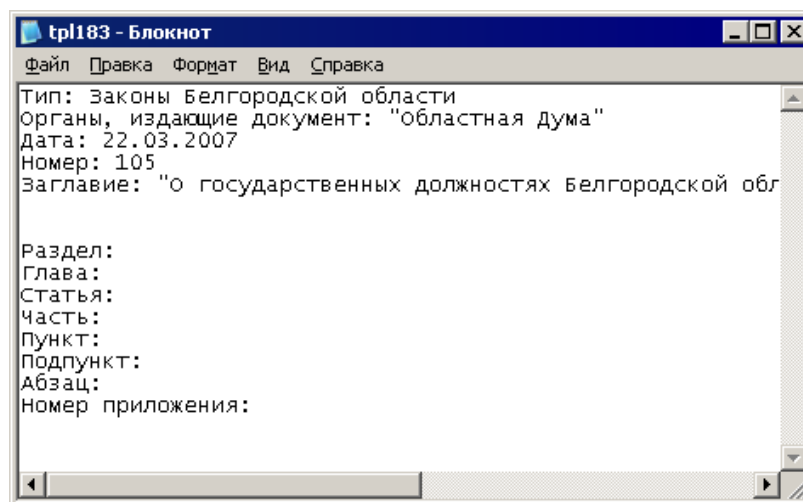 tpl183 - Блокнот
Файл Правка Формат Вид Справка
Тип: Законы Белгородской области
Органы, издающие документ: "Областная Дума"
Дата: 22.03.2007
Номер: 105
Заглавие: "О государственных должностях Белгородской обл
Раздел:
Глава:
Статья:
Часть:
Пункт:
Подпункт:
Абзац:
Номер приложения: